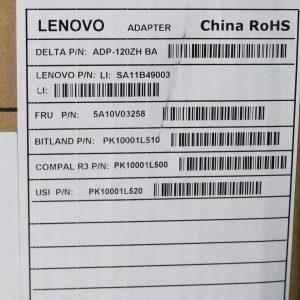 LENOVO ADAPTER China RoHS
DELTA P/N: ADP-120ZH BA
LENOVO P/N: LI: SA11B49003
LI:
FRU P/N: 5A10V03258
BITLAND P/N: PK10001L510
COMPAL R3 P/N: PK10001L500
USI P/N: PK10001L520